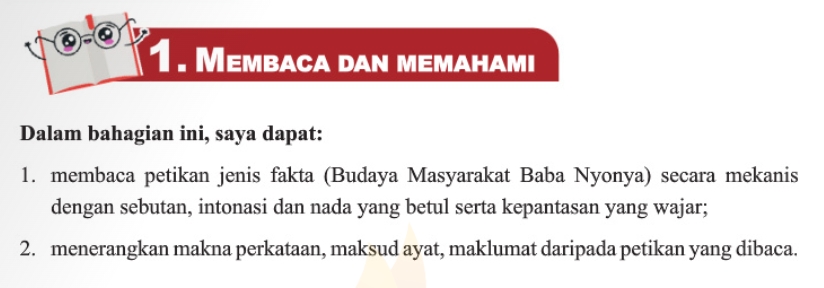 1. MEMBACA DAN MEMAHAMI
Dalam bahagian ini, saya dapat:
1. membaca petikan jenis fakta (Budaya Masyarakat Baba Nyonya) secara mekanis
dengan sebutan, intonasi dan nada yang betul serta kepantasan yang wajar;
2. menerangkan makna perkataan, maksud ayat, maklumat daripada petikan yang dibaca.